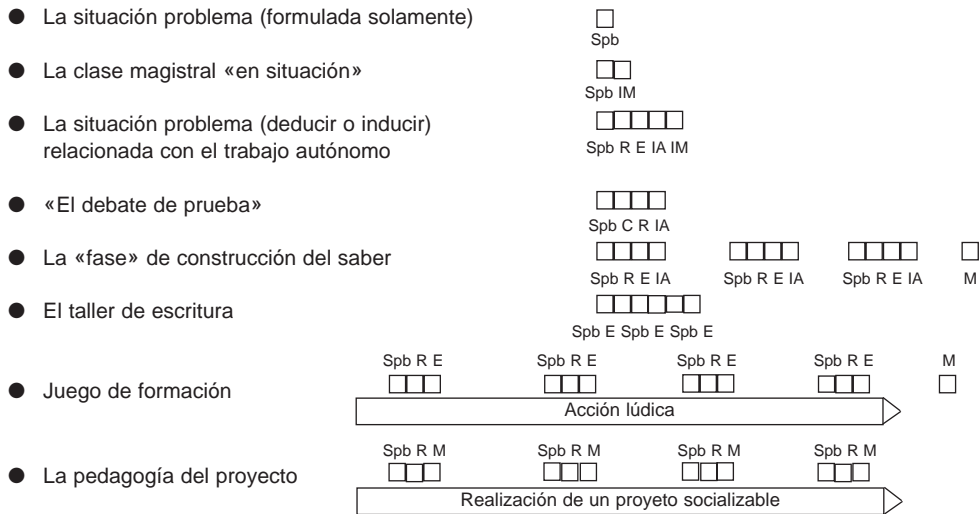 ● La situación problema (formulada solamente)
Spb
● La clase magistral «en situación»
Spb IM
● La situación problema (deducir o inducir)
relacionada con el trabajo autónomo
Spb R E IA IM
● «El debate de prueba»
Spb C R IA
● La «fase» de construcción del saber
Spb R E IA Spb R E IA Spb R E IA M
● El taller de escritura
Spb E Spb E Spb E
Spb R E Spb R E Spb R E Spb R E M
● Juego de formación
Acción lúdica
Spb R M Spb R M Spb R M Spb R M
● La pedagogía del proyecto
Realización de un proyeto socializable